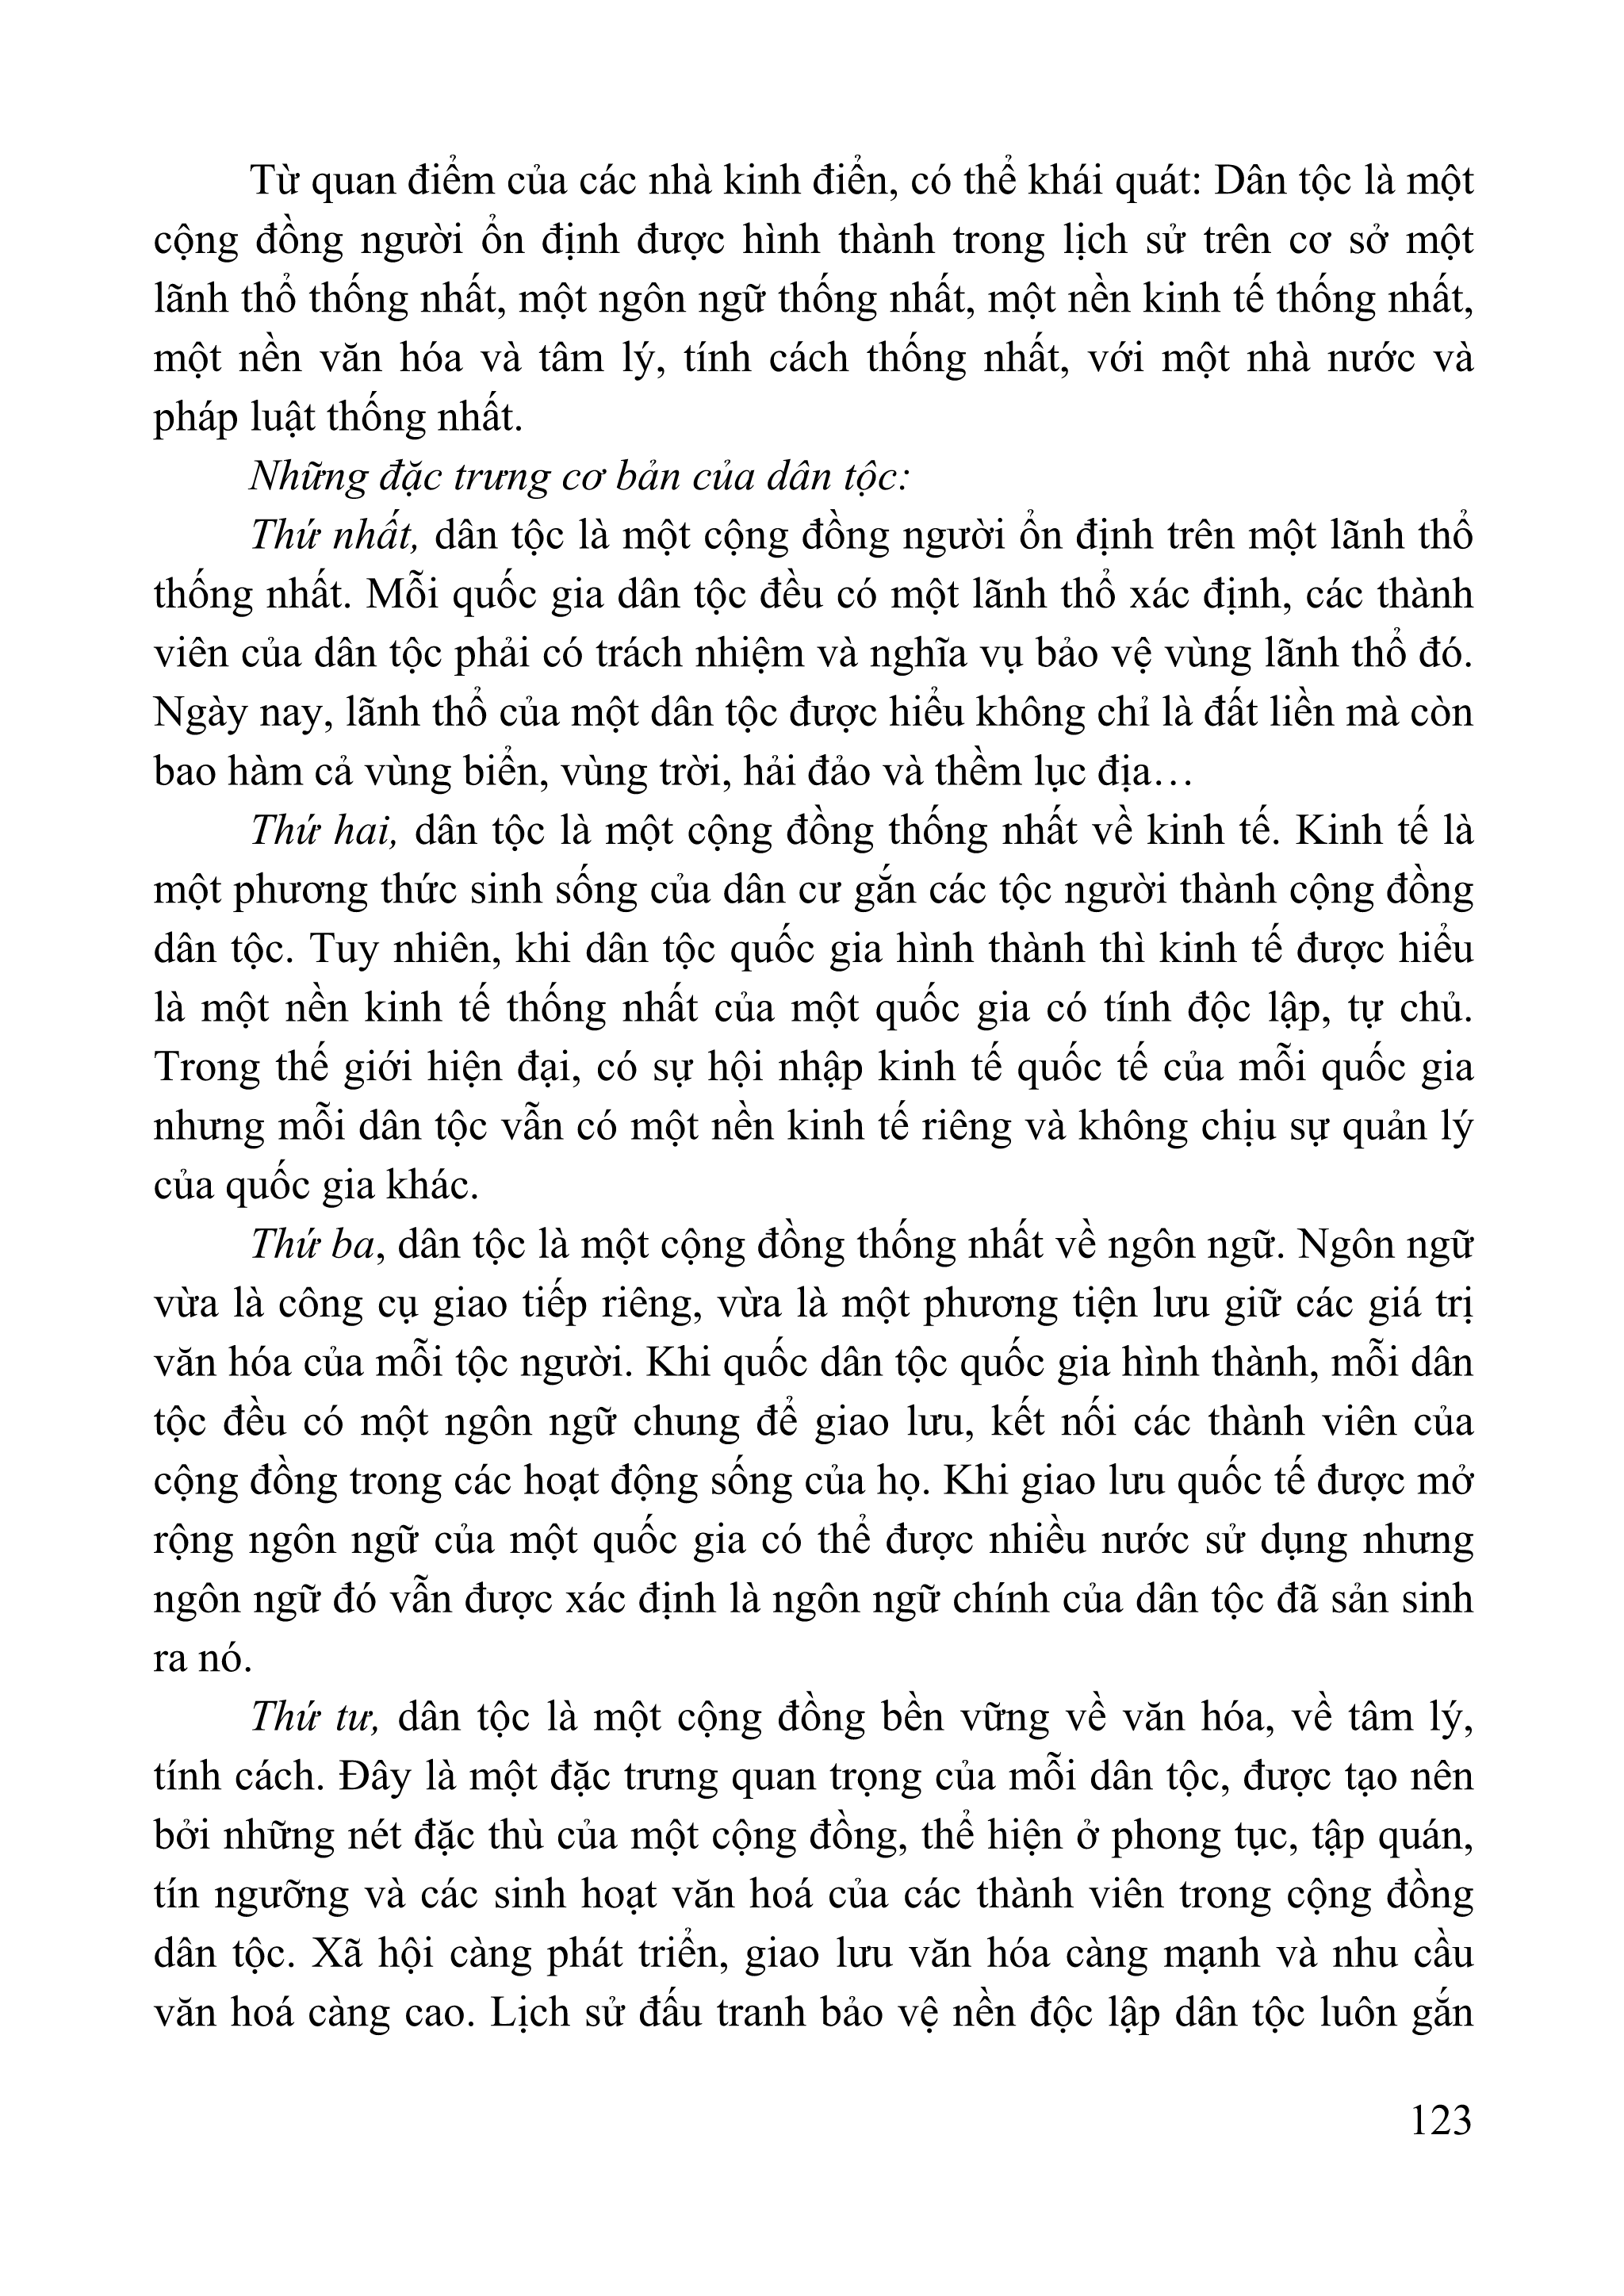 Từ quan điểm của các nhà kinh điển, có thể khái quát: Dân tộc là một
cộng đồng người ổn định được hình thành trong lịch sử trên cơ sở một
lãnh thổ thống nhất, một ngôn ngữ thống nhất, một nền kinh tế thống nhất,
một nền văn hóa và tâm lý, tính cách thống nhất, với một nhà nước và
pháp luật thống nhất.
Những đặc trưng cơ bản của dân tộc:
Thứ nhất, dân tộc là một cộng đồng người ổn định trên một lãnh thổ
thống nhất. Mỗi quốc gia dân tộc đều có một lãnh thổ xác định, các thành
viên của dân tộc phải có trách nhiệm và nghĩa vụ bảo vệ vùng lãnh thổ đó.
Ngày nay, lãnh thổ của một dân tộc được hiểu không chỉ là đất liền mà còn
bao hàm cả vùng biển, vùng trời, hải đảo và thềm lục địa…
Thứ hai, dân tộc là một cộng đồng thống nhất về kinh tế. Kinh tế là
một phương thức sinh sống của dân cư gắn các tộc người thành cộng đồng
dân tộc. Tuy nhiên, khi dân tộc quốc gia hình thành thì kinh tế được hiểu
là một nền kinh tế thống nhất của một quốc gia có tính độc lập, tự chủ.
Trong thế giới hiện đại, có sự hội nhập kinh tế quốc tế của mỗi quốc gia
nhưng mỗi dân tộc vẫn có một nền kinh tế riêng và không chịu sự quản lý
của quốc gia khác.
Thứ ba, dân tộc là một cộng đồng thống nhất về ngôn ngữ. Ngôn ngữ
vừa là công cụ giao tiếp riêng, vừa là một phương tiện lưu giữ các giá trị
văn hóa của mỗi tộc người. Khi quốc dân tộc quốc gia hình thành, mỗi dân
tộc đều có một ngôn ngữ chung để giao lưu, kết nối các thành viên của
cộng đồng trong các hoạt động sống của họ. Khi giao lưu quốc tế được mở
rộng ngôn ngữ của một quốc gia có thể được nhiều nước sử dụng nhưng
ngôn ngữ đó vẫn được xác định là ngôn ngữ chính của dân tộc đã sản sinh
ra nó.
Thứ tư, dân tộc là một cộng đồng bền vững về văn hóa, về tâm lý,
tính cách. Đây là một đặc trưng quan trọng của mỗi dân tộc, được tạo nên
bởi những nét đặc thù của một cộng đồng, thể hiện ở phong tục, tập quán,
tín ngưỡng và các sinh hoạt văn hoá của các thành viên trong cộng đồng
dân tộc. Xã hội càng phát triển, giao lưu văn hóa càng mạnh và nhu cầu
văn hoá càng cao. Lịch sử đấu tranh bảo vệ nền độc lập dân tộc luôn gắn
123